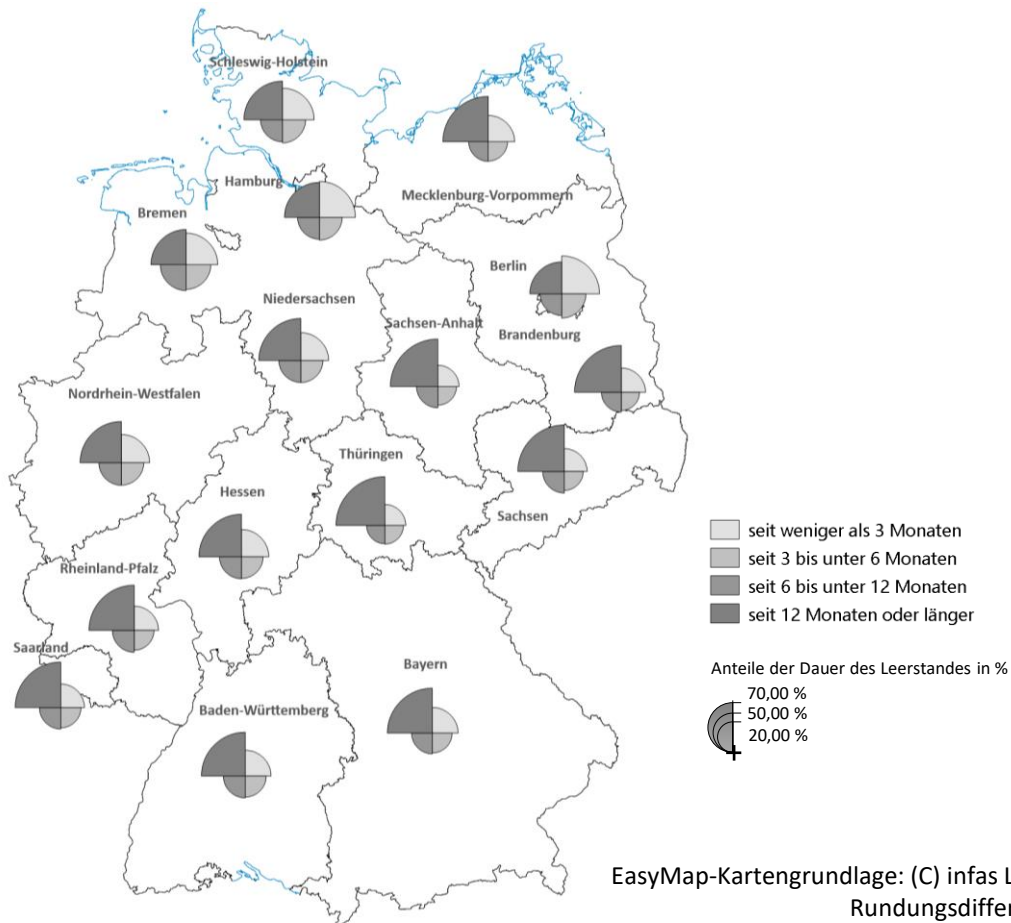 Schleswig-Holstein
Hamburg
Mecklenburg-Vorpommern
Bremen
Berlin
Niedersachsen
Sachsen-Anhalt
Brandenburg
Nordrhein-Westfalen
Thüringen
Hessen
Sachsen
Rheinland-Pfalz
Saarland
Bayern
Baden-Württemberg
seit weniger als 3 Monaten
seit 3 bis unter 6 Monaten
seit 6 bis unter 12 Monaten
seit 12 Monaten oder länger
Anteile der Dauer des Leerstandes in %
70,00 %
50,00 %
20,00 %
EasyMap-Kartengrundlage: (C) infas L
Rundungsdiffer